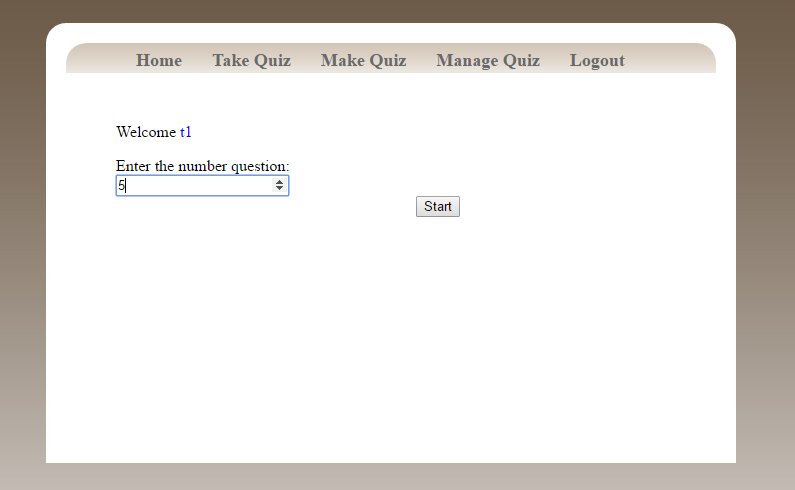 Home Take Quiz Make Quiz Manage Quiz Logout
Welcome t1
Enter the number question:
5
Start